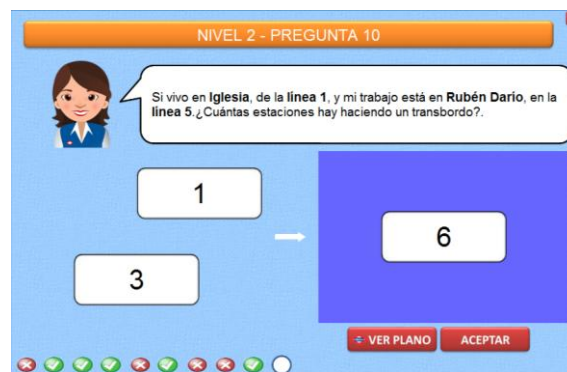 NIVEL 2 - PREGUNTA 10
Si vivo en Iglesia, de la línea 1, y mi trabajo está en Rubén Darío, en la
línea 5.¿Cuántas estaciones hay haciendo un transbordo?.
1
6
3
VER PLANO
ACEPTAR